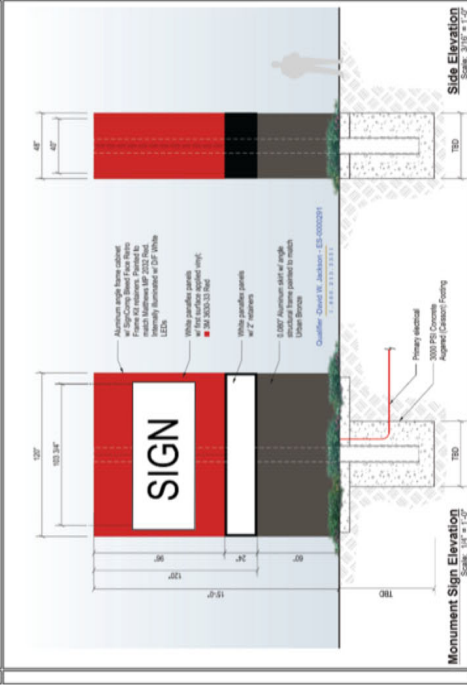 120"
103 3/4"
SIGN
96"
24"
120"
60"
15'-0"
TBD
TBD
Aluminum angle frame cabinet
w/ SignComp Bleed Face Retro
Frame Kit retainers. Painted to
match Matthews MP 2032 Red.
Internally illuminated w/ D/F White
LEDs
White panaflex panels
w/ first surface applied vinyl;
3M 3630-33 Red
White panaflex panels
w/ 2" retainers
0.080" Aluminum skirt w/ angle
structural frame painted to match
Urban Bronze
Qualifier -David W. Jackson - ES-0000291
Primary electrical
3000 PSI Concrete
Augered (Caisson) Footing
Monument Sign Elevation
Scale: 1/4" = 1'-0"
48"
40"
TBD
Side Elevation
Scale: 3/16" = 1'-0"